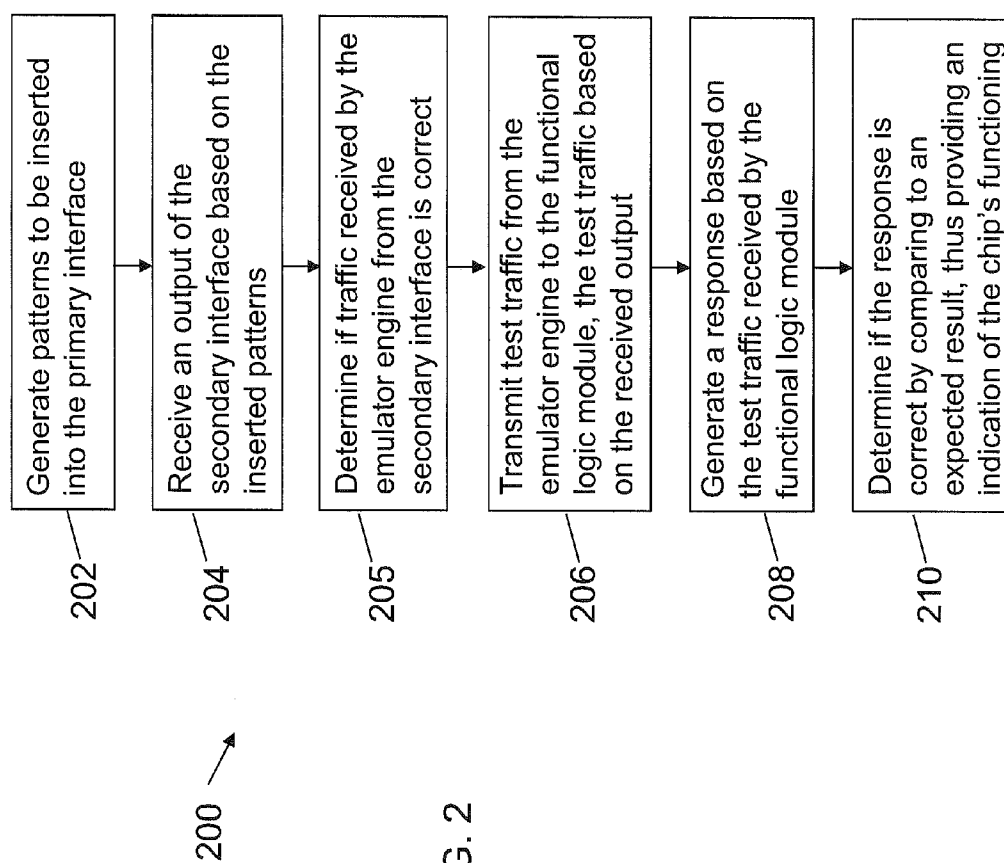 202
Generate patterns to be inserted
into the primary interface
204
Receive an output of the
secondary interface based on the
inserted patterns
205
Determine if traffic received by the
emulator engine from the
secondary interface is correct
206
Transmit test traffic from the
emulator engine to the functional
logic module, the test traffic based
on the received output
208
Generate a response based on
the test traffic received by the
functional logic module
210
Determine if the response is
correct by comparing to an
expected result, thus providing an
indication of the chip's functioning
200
G. 2